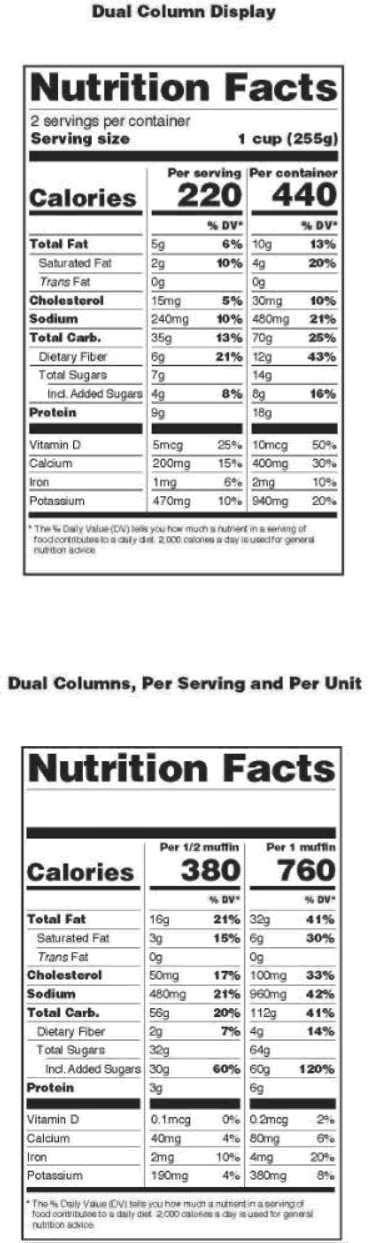 Dual Column Display
Nutrition Facts
2 servings per container
Serving size 1 cup (255g)
Per serving Per container
Calories 220 440
% DV* % DV*
Total Fat 5g 6% 10g 13%
Saturated Fat 2g 10% 4g 20%
Trans Fat 0g 0g
Cholesterol 15mg 5% 30mg 10%
Sodium 240mg 10% 480mg 21%
Total Carb. 35g 13% 70g 25%
Dietary Fiber 6g 21% 12g 43%
Total Sugars 7g 14g
Incl. Added Sugars 4g 8% 8g 16%
Protein 9g 18g
Vitamin D 5mcg 25% 10mcg 50%
Calcium 200mg 15% 400mg 30%
Iron 1mg 6% 2mg 10%
Potassium 470mg 10% 940mg 20%
* The % Daily Value (DV) tells you how much a nutrient in a serving of
food contributes to a daily diet. 2,000 calories a day is used for general
nutrition advice.
Dual Columns, Per Serving and Per Unit
Nutrition Facts
Per 1/2 muffin Per 1 muffin
Calories 380 760
% DV* % DV*
Total Fat 16g 21% 32g 41%
Saturated Fat 3g 15% 6g 30%
Trans Fat 0g 0g
Cholesterol 50mg 17% 100mg 33%
Sodium 480mg 21% 960mg 42%
Total Carb. 56g 20% 112g 41%
Dietary Fiber 2g 7% 4g 14%
Total Sugars 32g 64g
Incl. Added Sugars 30g 60% 60g 120%
Protein 3g 6g
Vitamin D 0.1mcg 0% 0.2mcg 2%
Calcium 40mg 4% 80mg 6%
Iron 2mg 10% 4mg 20%
Potassium 190mg 4% 380mg 8%
* The % Daily Value (DV) tells you how much a nutrient in a serving of
food contributes to a daily diet. 2,000 calories a day is used for general
nutrition advice.